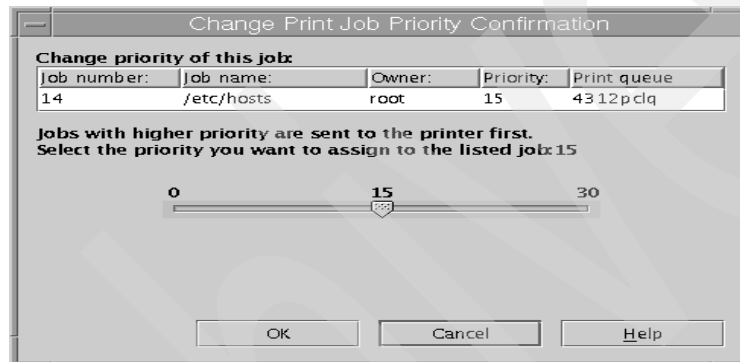 Change Print Job Priority Confirmation
Change priority of this job:
Job number: Job name: Owner: Priority: Print queue
14 /etc/hosts root 15 4312pclq
Jobs with higher priority are sent to the printer first.
Select the priority you want to assign to the listed job:15
0 15 30
OK Cancel Help